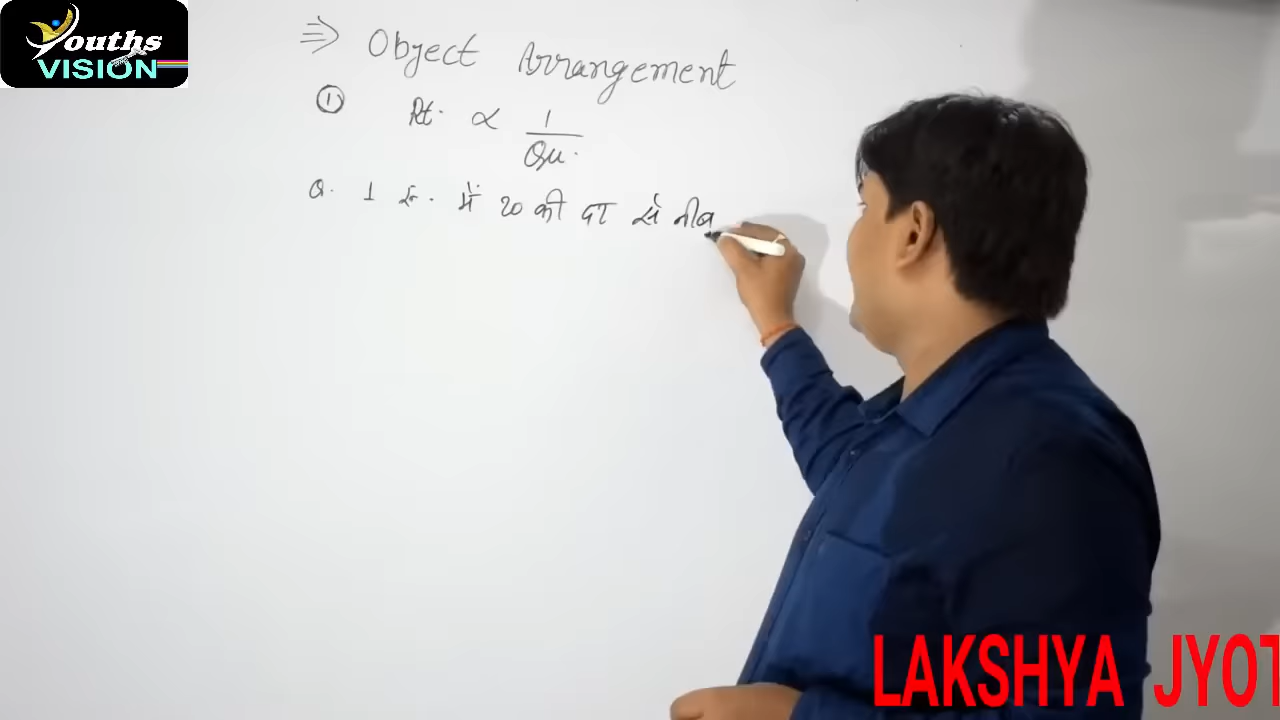 Youths
VISION
⇒ Object Arrangement
① Rt. ∝ 1/Qu.
Q. 1 रु. में 20 की दर से नीब
LAKSHYA JYOT